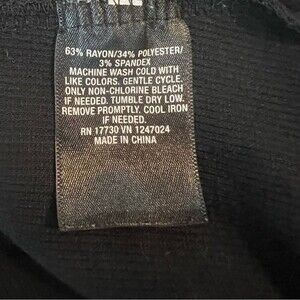 63% RAYON/34% POLYESTER/
3% SPANDEX
MACHINE WASH COLD WITH
LIKE COLORS. GENTLE CYCLE.
ONLY NON-CHLORINE BLEACH
IF NEEDED. TUMBLE DRY LOW.
REMOVE PROMPTLY. COOL IRON
IF NEEDED.
RN 17730 VN 1247024
MADE IN CHINA